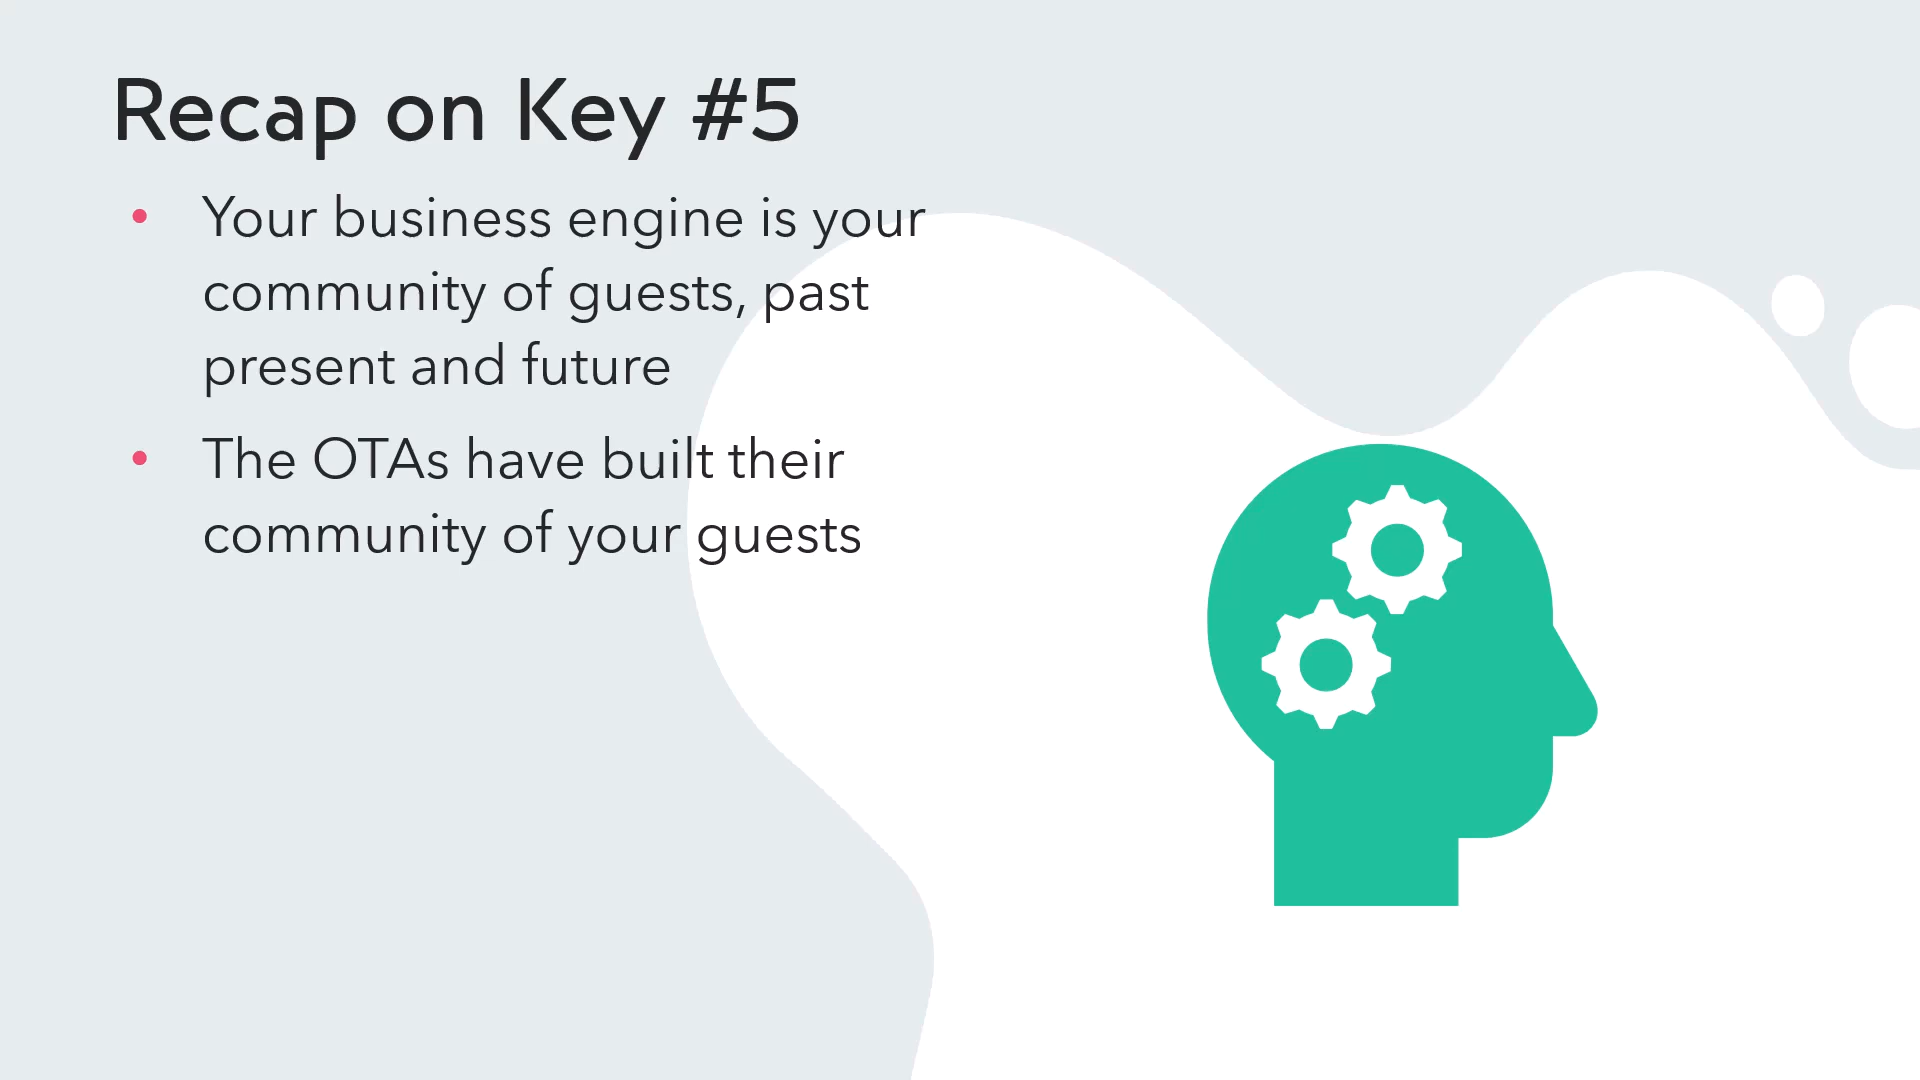 Recap on Key #5
• Your business engine is your
community of guests, past
present and future
• The OTAs have built their
community of your guests